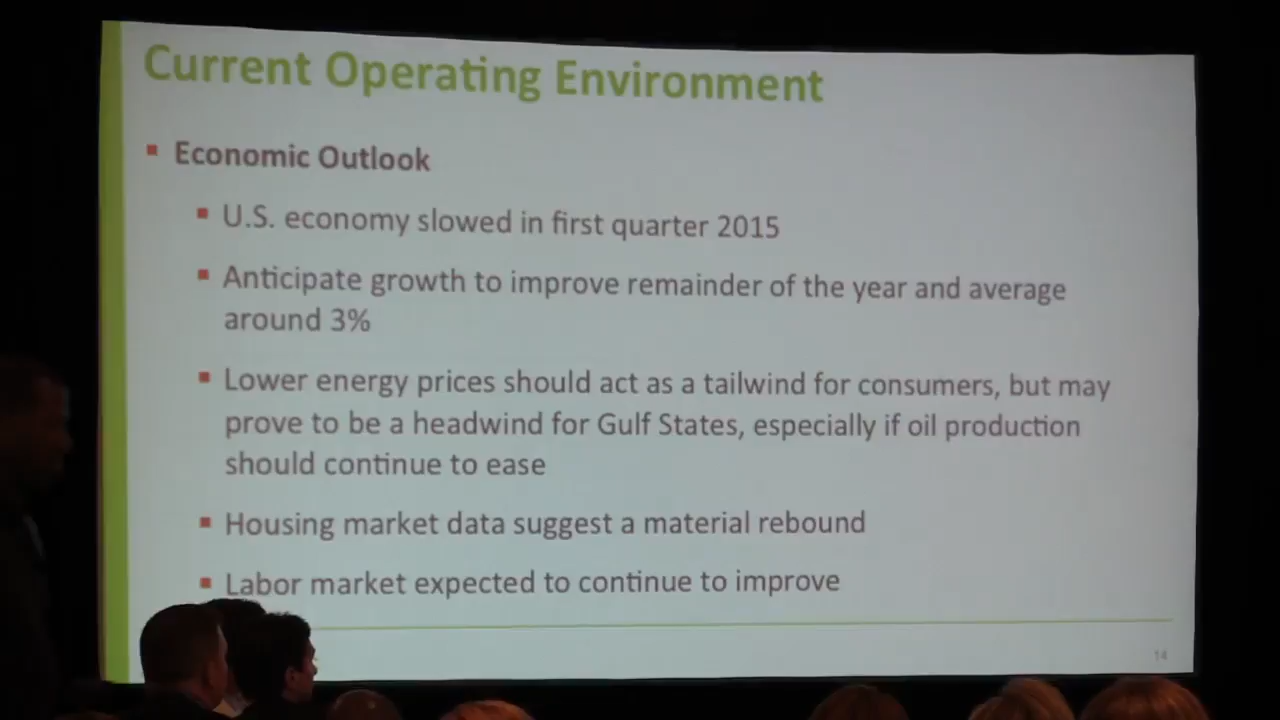 Current Operating Environment
Economic Outlook
U.S. economy slowed in first quarter 2015
Anticipate growth to improve remainder of the year and average
around 3%
Lower energy prices should act as a tailwind for consumers, but may
prove to be a headwind for Gulf States, especially if oil production
should continue to ease
Housing market data suggest a material rebound
Labor market expected to continue to improve
14